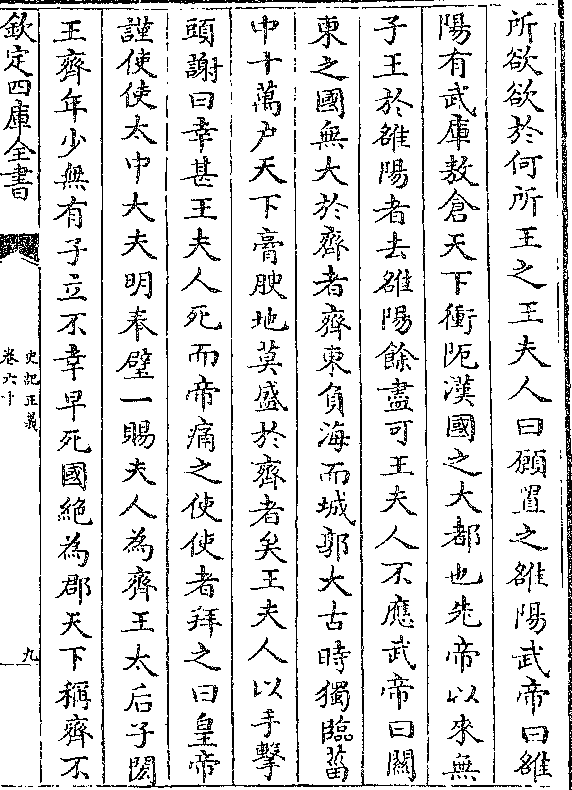 所欲欲於何所王之王夫人曰願置之雒陽武帝曰雒
陽有武庫敖倉天下衝阨漢國之大都也先帝以來無
子王於雒陽者去雒陽餘盡可王夫人不應武帝曰關
東之國無大於齊者齊東負海而城郭大古時獨臨菑
中十萬户天下膏腴地莫盛於齊者矣王夫人以手擊
頭謝曰幸甚王夫人死而帝痛之使使者拜之曰皇帝
謹使使太中大夫明奉璧一賜夫人為齊王太后子閎
王齊年少無有子立不幸早死國絶為郡天下稱齊不
欽定四庫全書
史記正義
卷六十
九